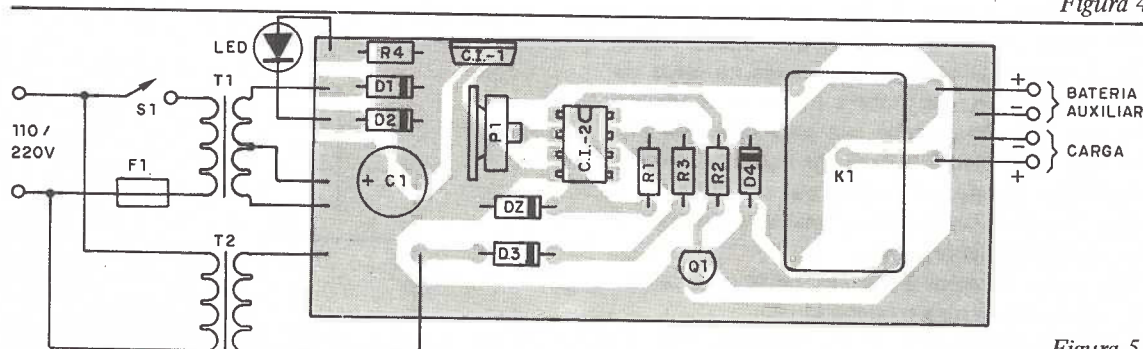 Figura 4
LED
R4
C.I.-1
T1
D1
S1
D2
110/
220V
F1
+ C1
P1
C.I.-2
R1
R3
R2
D4
K1
+
-
BATERIA
AUXILIAR
-
+
CARGA
DZ
D3
Q1
T2
Figura 5